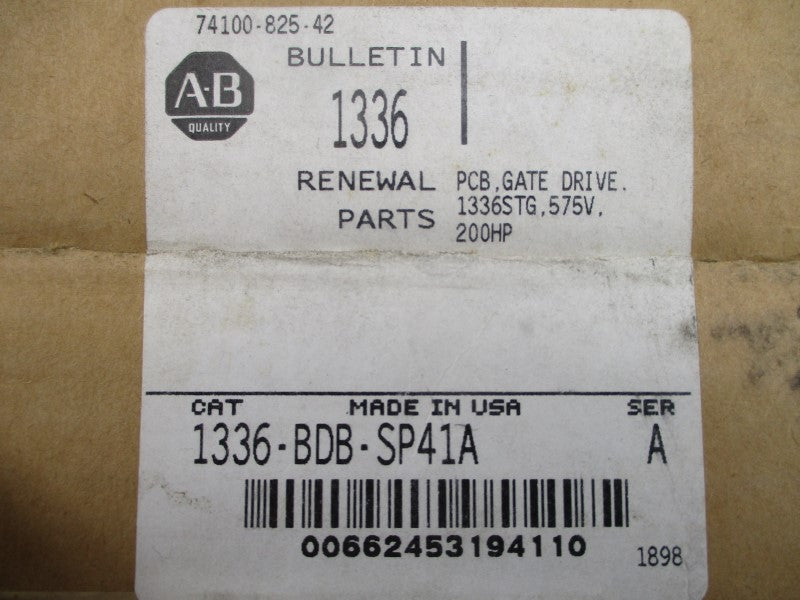 74100-825-42
BULLETIN
A-B
QUALITY
1336
RENEWAL PARTS
PCB,GATE DRIVE.
1336STG,575V,
200HP
CAT MADE IN USA SER
1336-BDB-SP41A A
00662453194110
1898